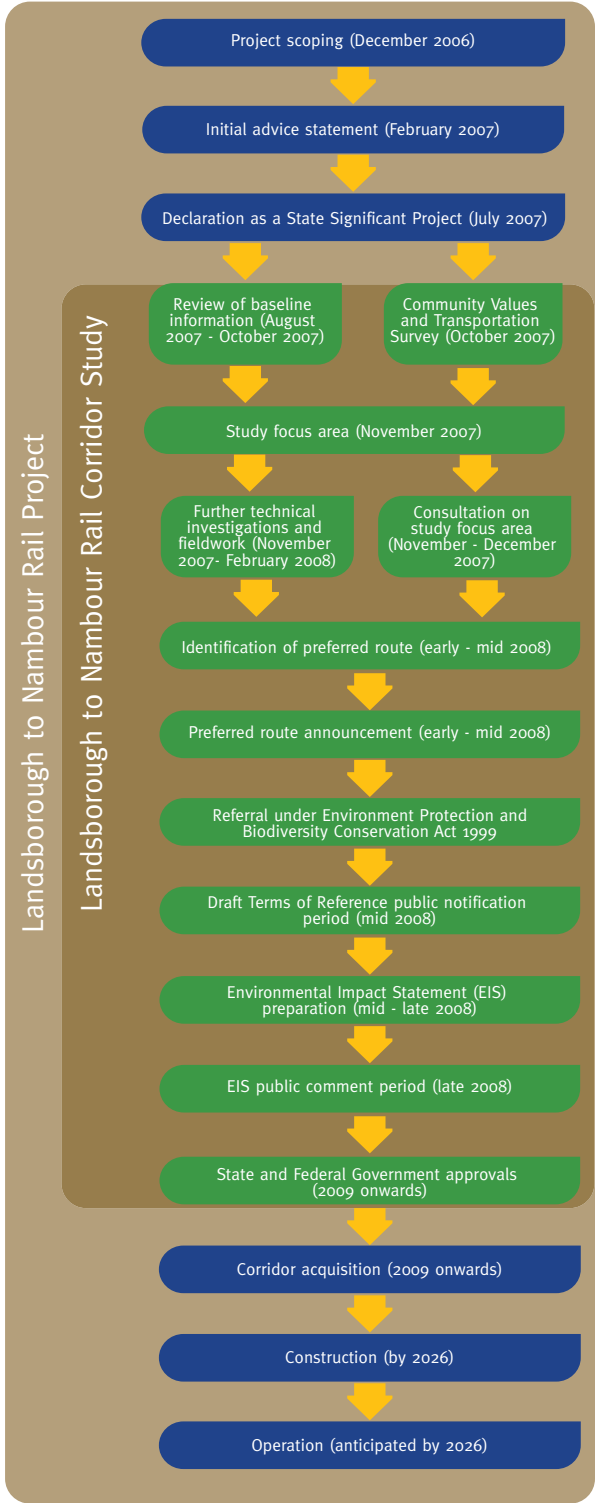 Landsborough to Nambour Rail Project
Landsborough to Nambour Rail Corridor Study
Project scoping (December 2006)
Initial advice statement (February 2007)
Declaration as a State Significant Project (July 2007)
Review of baseline
information (August
2007 - October 2007)
Community Values
and Transportation
Survey (October 2007)
Study focus area (November 2007)
Further technical
investigations and
fieldwork (November
2007- February 2008)
Consultation on
study focus area
(November - December
2007)
Identification of preferred route (early - mid 2008)
Preferred route announcement (early - mid 2008)
Referral under Environment Protection and
Biodiversity Conservation Act 1999
Draft Terms of Reference public notification
period (mid 2008)
Environmental Impact Statement (EIS)
preparation (mid - late 2008)
EIS public comment period (late 2008)
State and Federal Government approvals
(2009 onwards)
Corridor acquisition (2009 onwards)
Construction (by 2026)
Operation (anticipated by 2026)